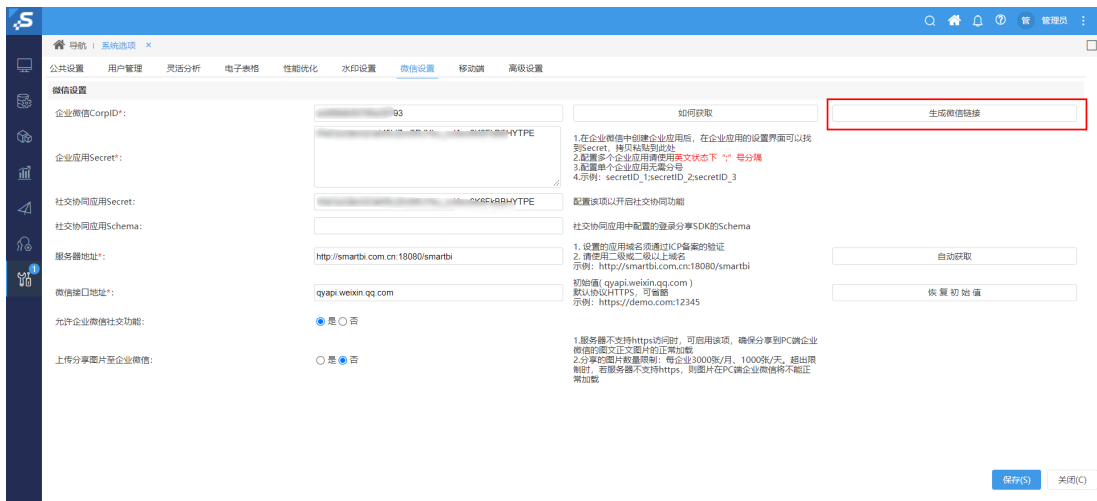 S
管 管理员
导航 系统选项 ×
公共设置 用户管理 灵活分析 电子表格 性能优化 水印设置 微信设置 移动端 高级设置
微信设置
企业微信CorpID*: 93 如何获取 生成微信链接
企业应用Secret*: HYTPE
1.在企业微信中创建企业应用后，在企业应用的设置界面可以找
到Secret，拷贝粘贴到此处
2.配置多个企业应用请使用英文状态下 ";" 号分隔
3.配置单个企业应用无需分号
4.示例：secretID_1;secretID_2;secretID_3
社交协同应用Secret: HYTPE 配置该项以开启社交协同功能
社交协同应用Schema: 社交协同应用中配置的登录分享SDK的Schema
服务器地址*: http://smartbi.com.cn:18080/smartbi
1. 设置的应用域名须通过ICP备案的验证
2. 请使用二级或二级以上域名
示例：http://smartbi.com.cn:18080/smartbi
自动获取
微信接口地址*: qyapi.weixin.qq.com
初始值( qyapi.weixin.qq.com )
默认协议HTTPS，可省略
示例：https://demo.com:12345
恢复初始值
允许企业微信社交功能: 是 否
上传分享图片至企业微信: 是 否
1.服务器不支持https访问时，可启用该项，确保分享到PC端企业
微信的图文正文图片的正常加载
2.分享的图片数量限制：每企业3000张/月、1000张/天。超出限
制时，若服务器不支持https，则图片在PC端企业微信将不能正
常加载
1
保存(S) 关闭(C)